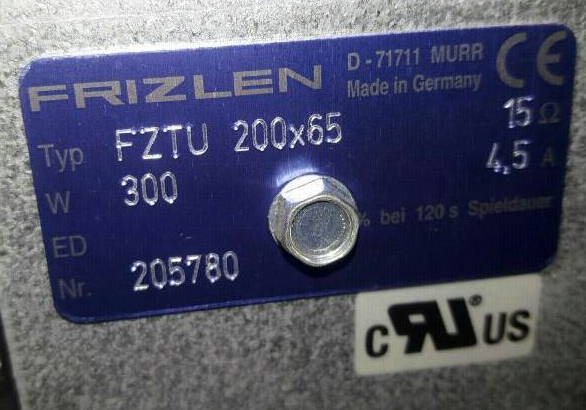 FRIZLEN D-71711 MURR
Made in Germany CE
Typ FZTU 200x65 15 Ω
W 300 4,5 A
ED % bei 120 s Spieldauer
Nr. 205780
c RU ® US